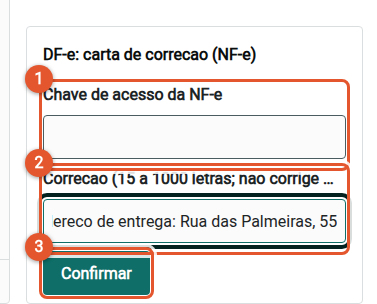 DF-e: carta de correcao (NF-e)
1
Chave de acesso da NF-e
2
Correcao (15 a 1000 letras; nao corrige ...
de entrega: Rua das Palmeiras, 55
3
Confirmar